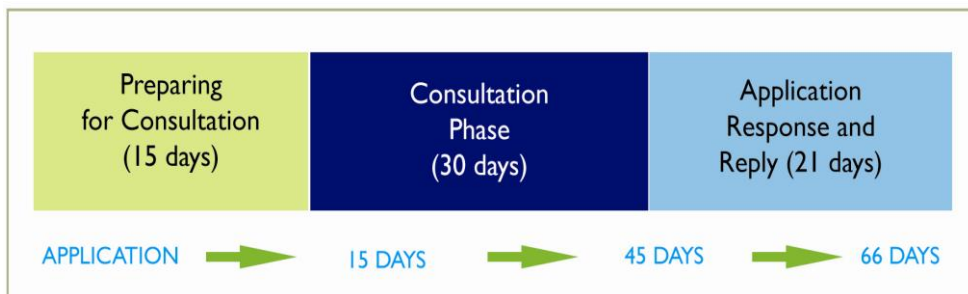 Preparing
for Consultation
(15 days)
Consultation
Phase
(30 days)
Application
Response and
Reply (21 days)
APPLICATION
15 DAYS
45 DAYS
66 DAYS